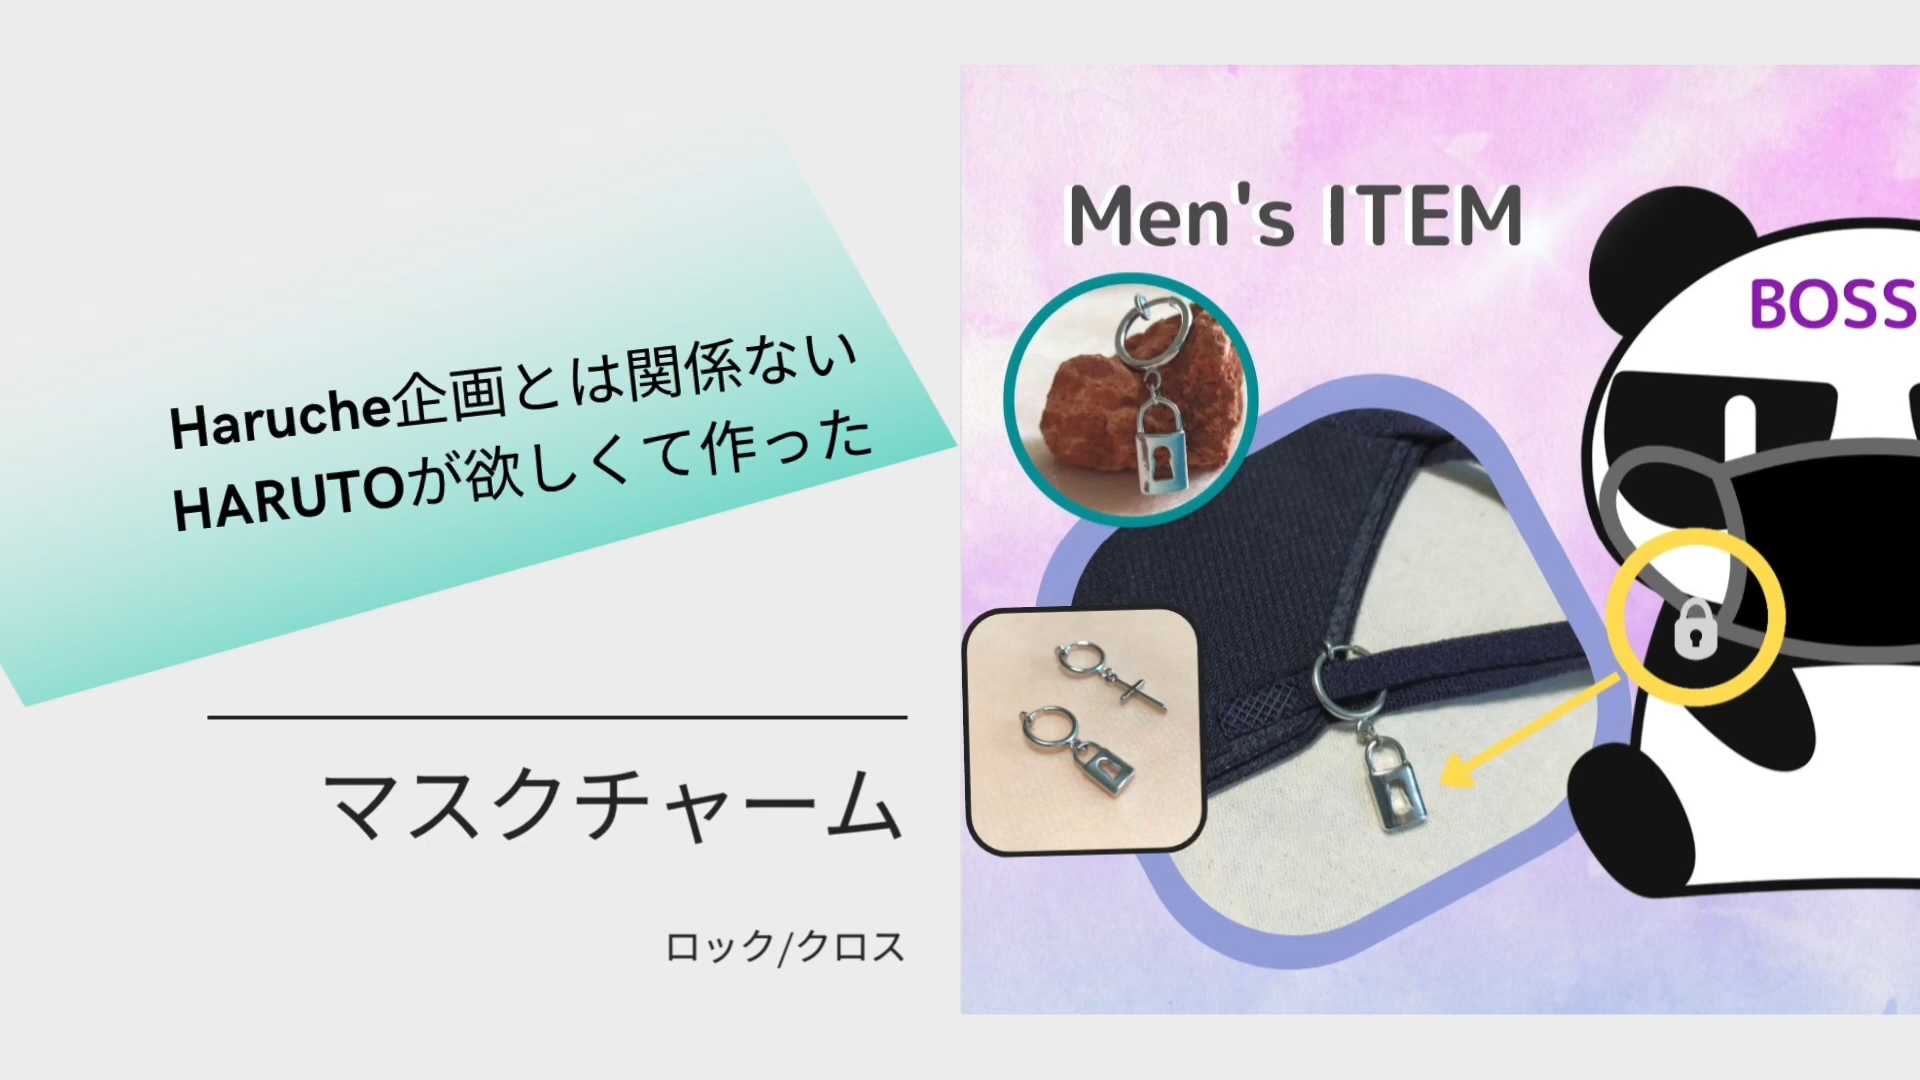 Haruche企画とは関係ない
HARUTOが欲しくて作った
マスクチャーム
ロック/クロス
Men's ITEM
BOSS